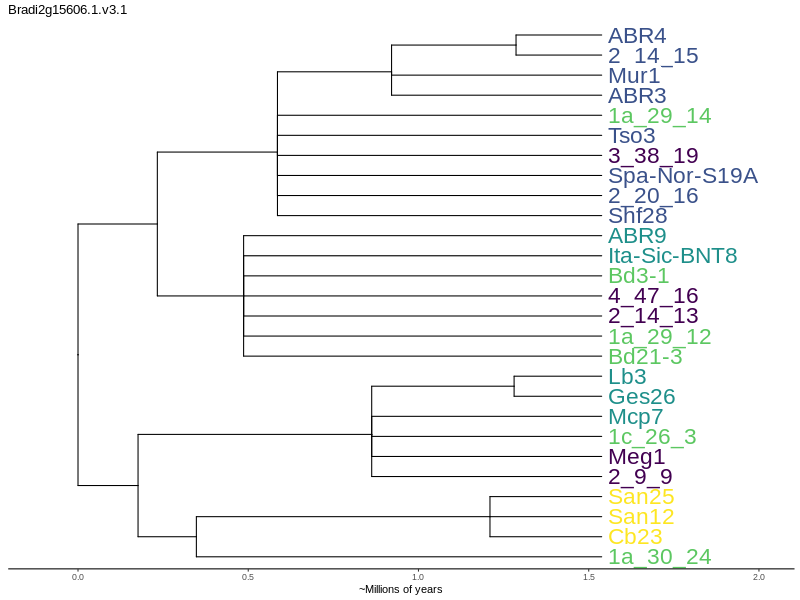 Bradi2g15606.1.v3.1
ABR4
2_14_15
Mur1
ABR3
1a_29_14
Tso3
3_38_19
Spa-Nor-S19A
2_20_16
Snf28
ABR9
Ita-Sic-BNT8
Bd3-1
4_47_16
2_14_13
1a_29_12
Bd21-3
Lb3
Ges26
Mcp7
1c_26_3
Meg1
2_9_9
San25
San12
Cb23
1a_30_24
0.0 0.5 1.0 1.5 2.0
~Millions of years